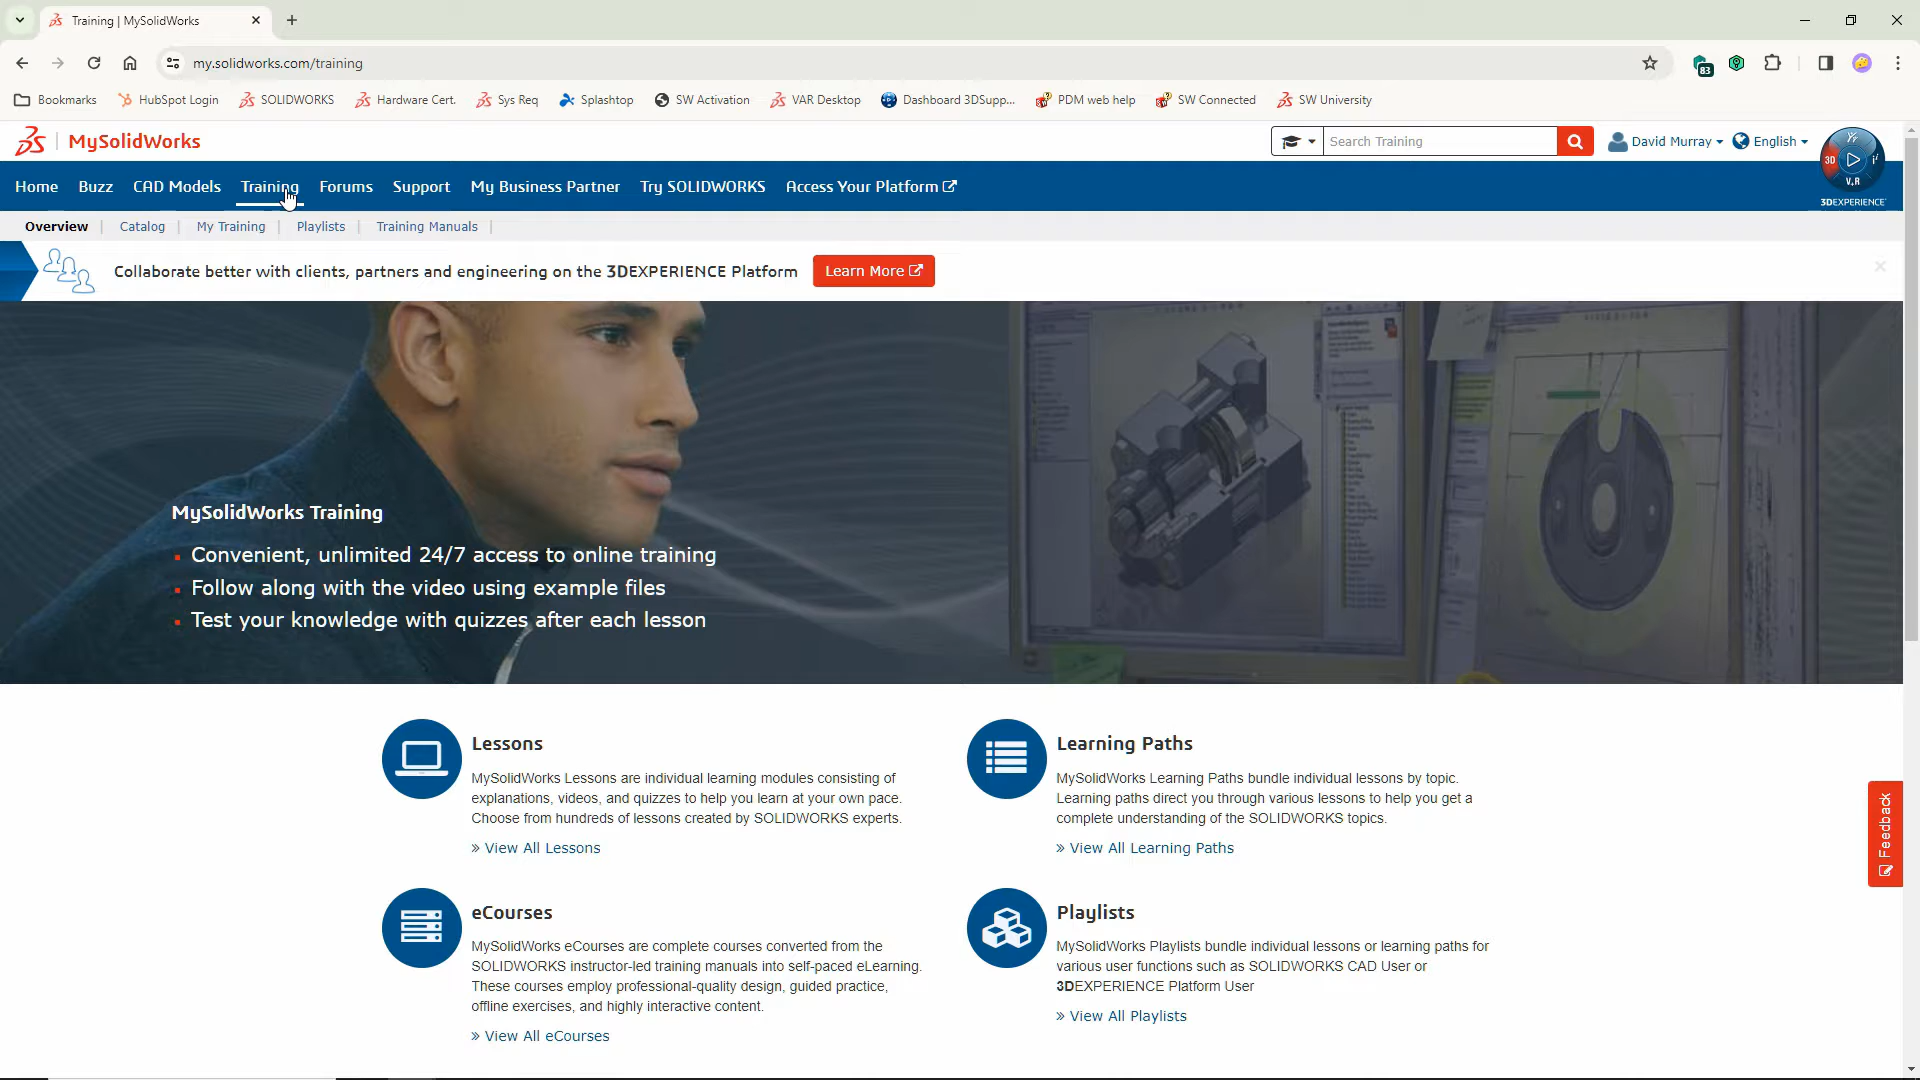 Training | MySolidWorks
my.solidworks.com/training
83
Bookmarks
HubSpot Login
SOLIDWORKS
Hardware Cert.
Sys Req
Splashtop
SW Activation
VAR Desktop
Dashboard 3DSupp...
PDM web help
SW Connected
SW University
MySolidWorks
Search Training
David Murray
English
3D
V,R
3DEXPERIENCE
Home
Buzz
CAD Models
Training
Forums
Support
My Business Partner
Try SOLIDWORKS
Access Your Platform
Overview
Catalog
My Training
Playlists
Training Manuals
Collaborate better with clients, partners and engineering on the 3DEXPERIENCE Platform
Learn More
MySolidWorks Training
Convenient, unlimited 24/7 access to online training
Follow along with the video using example files
Test your knowledge with quizzes after each lesson
Lessons
MySolidWorks Lessons are individual learning modules consisting of
explanations, videos, and quizzes to help you learn at your own pace.
Choose from hundreds of lessons created by SOLIDWORKS experts.
» View All Lessons
Learning Paths
MySolidWorks Learning Paths bundle individual lessons by topic.
Learning paths direct you through various lessons to help you get a
complete understanding of the SOLIDWORKS topics.
» View All Learning Paths
eCourses
MySolidWorks eCourses are complete courses converted from the
SOLIDWORKS instructor-led training manuals into self-paced eLearning.
These courses employ professional-quality design, guided practice,
offline exercises, and highly interactive content.
» View All eCourses
Playlists
MySolidWorks Playlists bundle individual lessons or learning paths for
various user functions such as SOLIDWORKS CAD User or
3DEXPERIENCE Platform User
» View All Playlists
Feedback